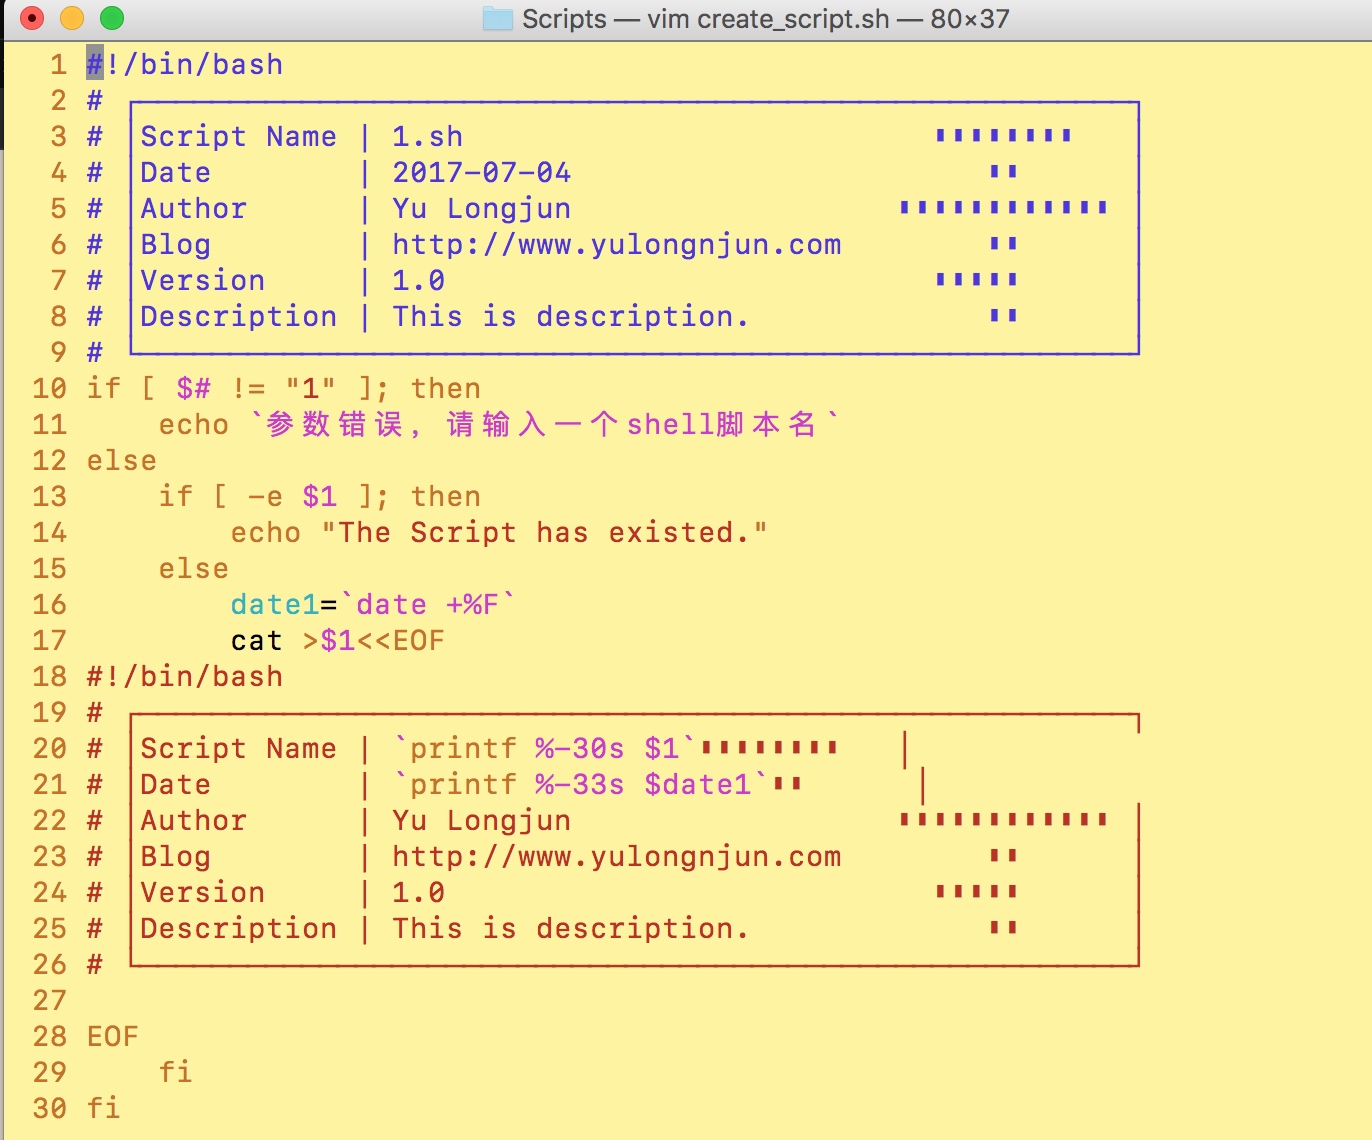 Scripts — vim create_script.sh — 80×37
1 #!/bin/bash
2 #
3 # |Script Name | 1.sh ▮▮▮▮▮▮▮▮ |
4 # |Date | 2017-07-04 ▮▮ |
5 # |Author | Yu Longjun ▮▮▮▮▮▮▮▮▮▮▮▮ |
6 # |Blog | http://www.yulongnjun.com ▮▮ |
7 # |Version | 1.0 ▮▮▮▮▮ |
8 # |Description | This is description. ▮▮ |
9 #
10 if [ $# != "1" ]; then
11     echo `参数错误，请输入一个shell脚本名`
12 else
13     if [ -e $1 ]; then
14         echo "The Script has existed."
15     else
16         date1=`date +%F`
17         cat >$1<<EOF
18 #!/bin/bash
19 #
20 # |Script Name | `printf %-30s $1`▮▮▮▮▮▮▮▮ |
21 # |Date | `printf %-33s $date1`▮▮ |
22 # |Author | Yu Longjun ▮▮▮▮▮▮▮▮▮▮▮▮ |
23 # |Blog | http://www.yulongnjun.com ▮▮ |
24 # |Version | 1.0 ▮▮▮▮▮ |
25 # |Description | This is description. ▮▮ |
26 #
27
28 EOF
29     fi
30 fi